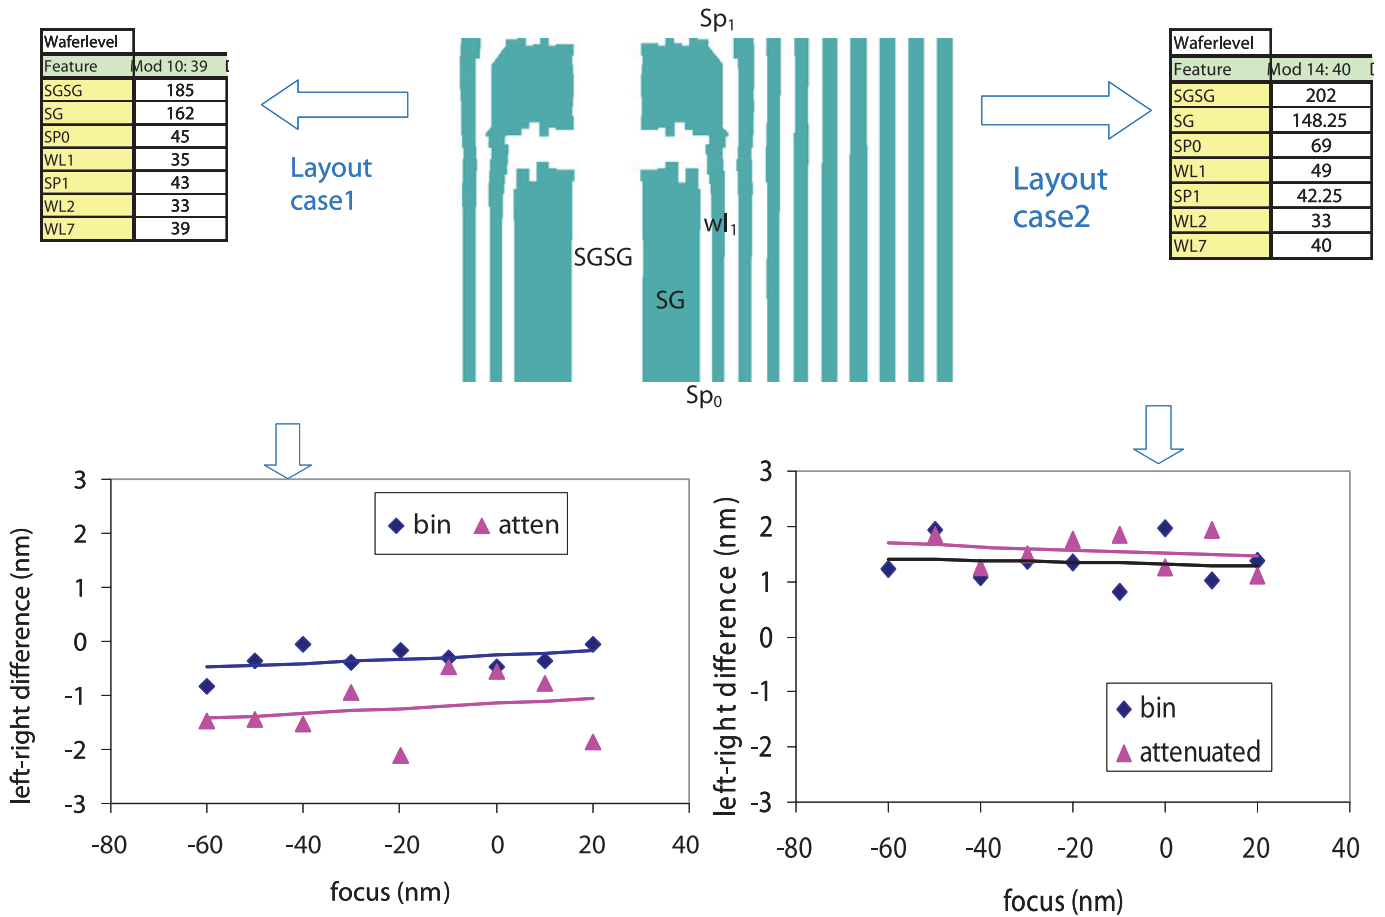 Waferlevel
Feature Mod 10: 39
SGSG 185
SG 162
SP0 45
WL1 35
SP1 43
WL2 33
WL7 39
Layout
case1
Sp1
wl1
SGSG
SG
Sp0
Layout
case2
Waferlevel
Feature Mod 14: 40
SGSG 202
SG 148.25
SP0 69
WL1 49
SP1 42.25
WL2 33
WL7 40
left-right difference (nm)
3
2
1
0
-1
-2
-3
bin atten
-80 -60 -40 -20 0 20 40
focus (nm)
left-right difference (nm)
3
2
1
0
-1
-2
-3
bin
attenuated
-80 -60 -40 -20 0 20 40
focus (nm)